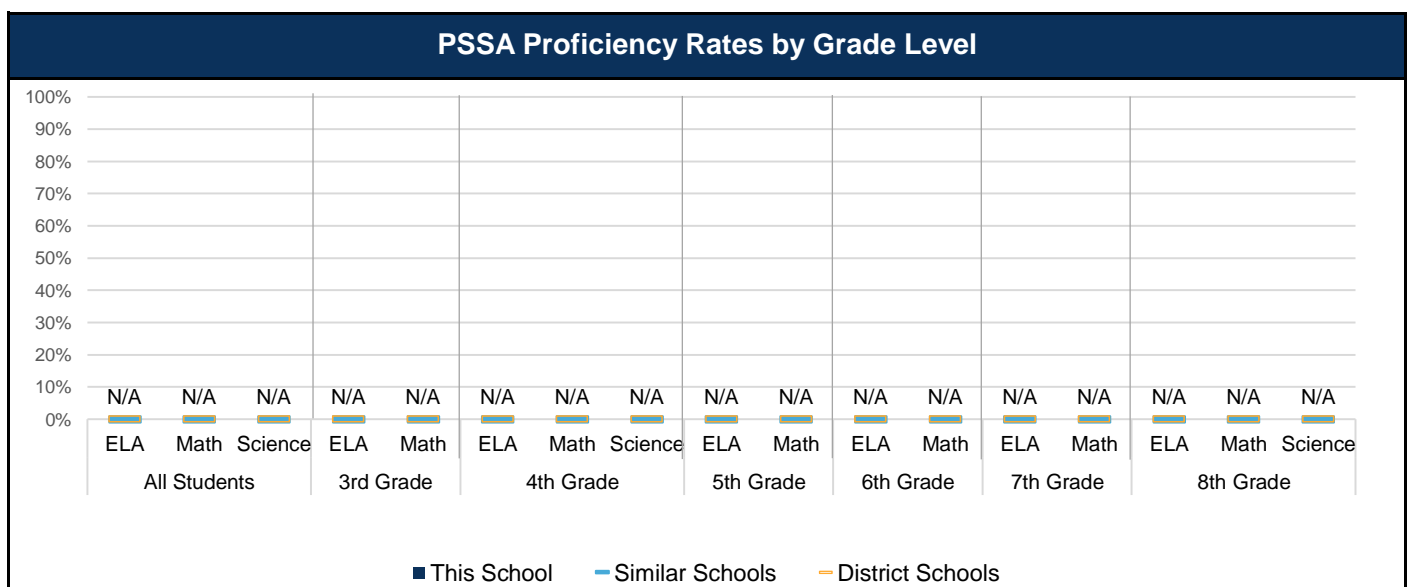 PSSA Proficiency Rates by Grade Level
100%
90%
80%
70%
60%
50%
40%
30%
20%
10%
0%
N/A N/A N/A N/A N/A N/A N/A N/A N/A N/A N/A N/A N/A N/A N/A N/A N/A
ELA Math Science ELA Math ELA Math Science ELA Math ELA Math ELA Math ELA Math Science
All Students 3rd Grade 4th Grade 5th Grade 6th Grade 7th Grade 8th Grade
This School Similar Schools District Schools